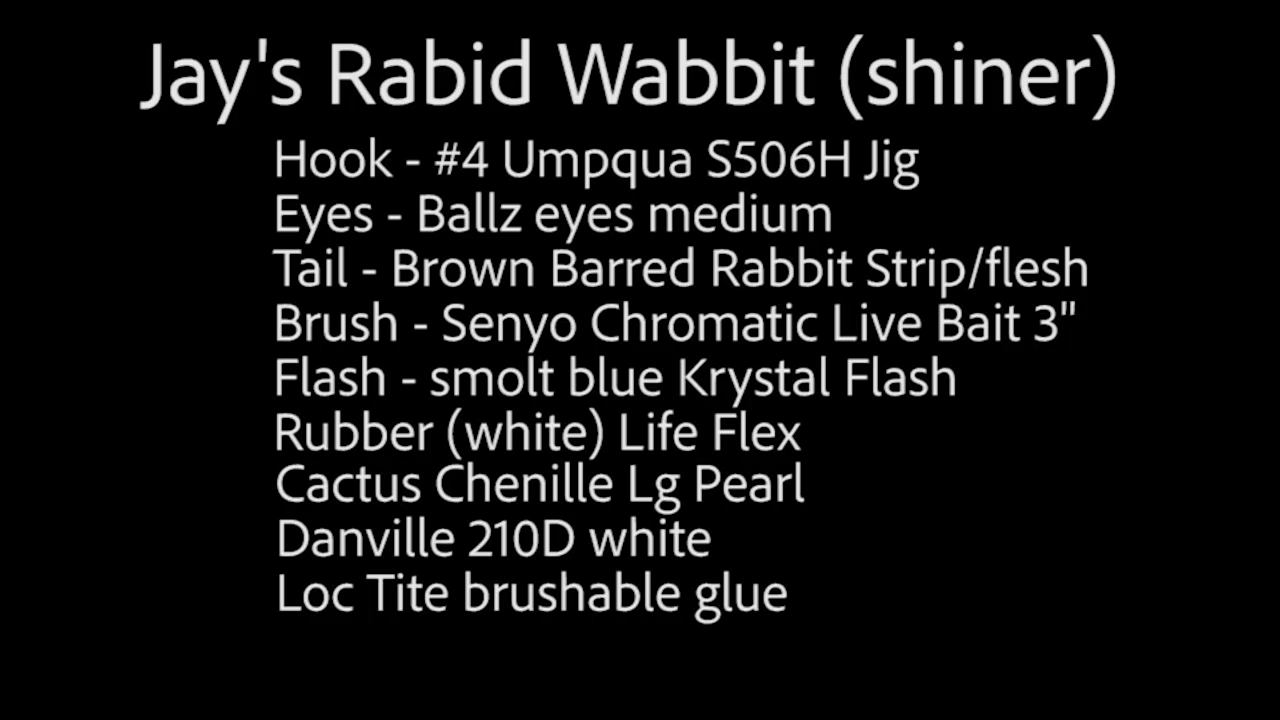 Jay's Rabid Wabbit (shiner)
Hook - #4 Umpqua S506H Jig
Eyes - Ballz eyes medium
Tail - Brown Barred Rabbit Strip/flesh
Brush - Senyo Chromatic Live Bait 3"
Flash - smolt blue Krystal Flash
Rubber (white) Life Flex
Cactus Chenille Lg Pearl
Danville 210D white
Loc Tite brushable glue